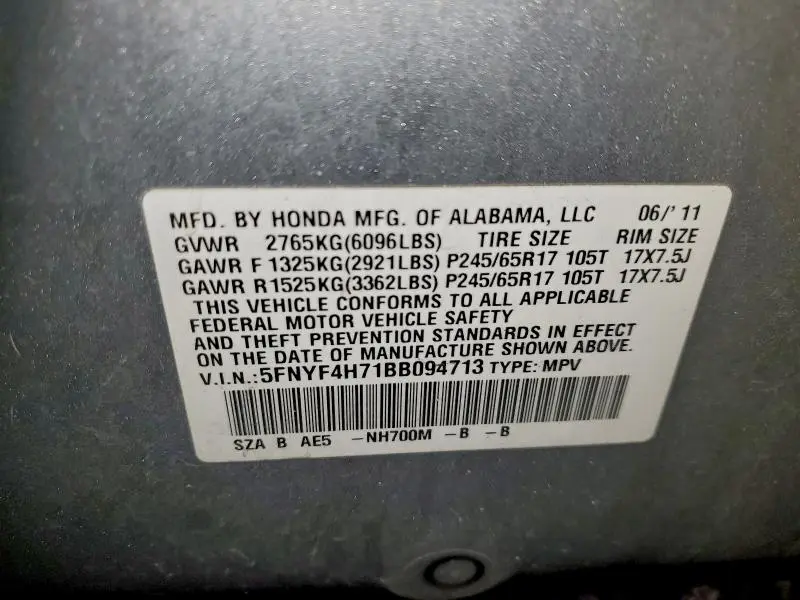 MFD. BY HONDA MFG. OF ALABAMA, LLC 06/'11
GVWR 2765KG(6096LBS) TIRE SIZE RIM SIZE
GAWR F 1325KG(2921LBS) P245/65R17 105T 17X7.5J
GAWR R1525KG(3362LBS) P245/65R17 105T 17X7.5J
THIS VEHICLE CONFORMS TO ALL APPLICABLE
FEDERAL MOTOR VEHICLE SAFETY
AND THEFT PREVENTION STANDARDS IN EFFECT
ON THE DATE OF MANUFACTURE SHOWN ABOVE.
V.I.N.:5FNYF4H71BB094713 TYPE: MPV
SZA B AE5 -NH700M -B -B